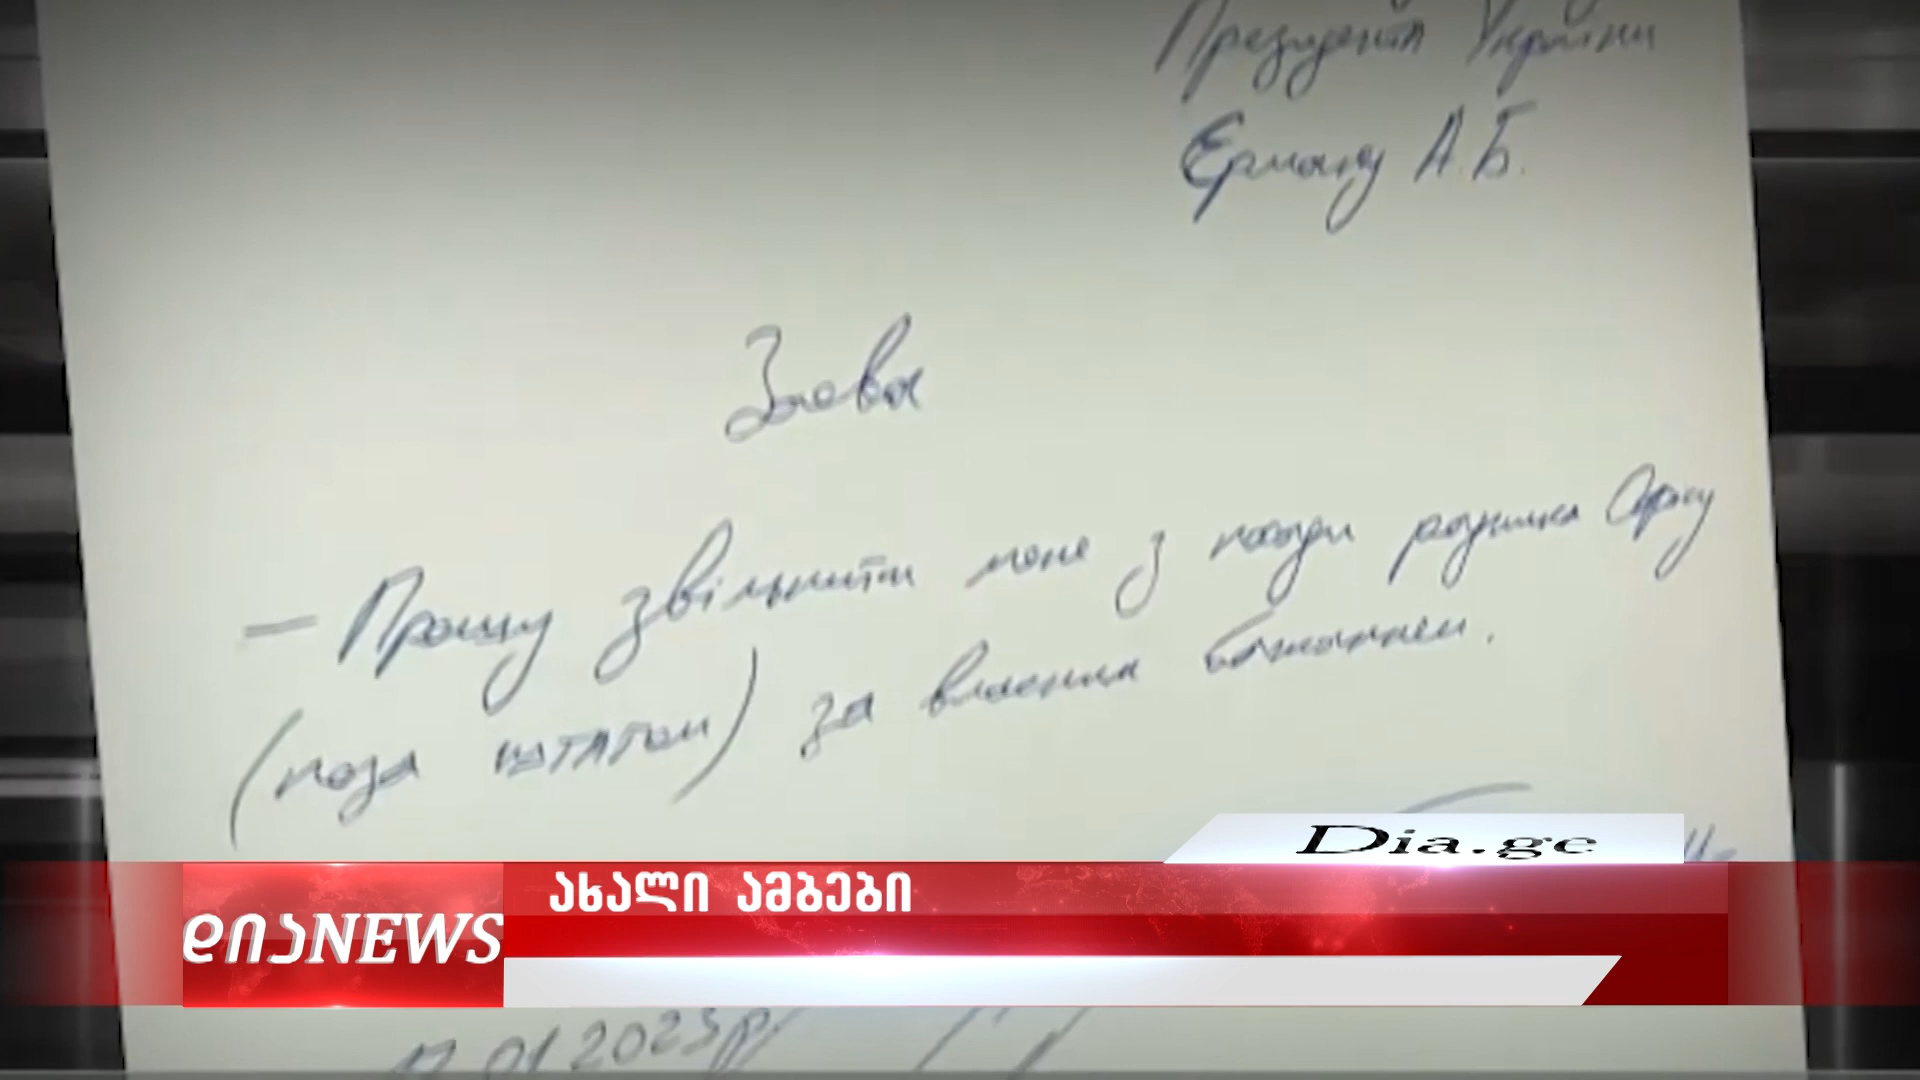 Президента України
Єрмаку А.Б.
Заява
— Прошу звільнити мене з посади радника Офісу
(поза штатом) за власним бажанням.
Dia.ge
ახალი ამბები
დიაNEWS
17.01.2023р